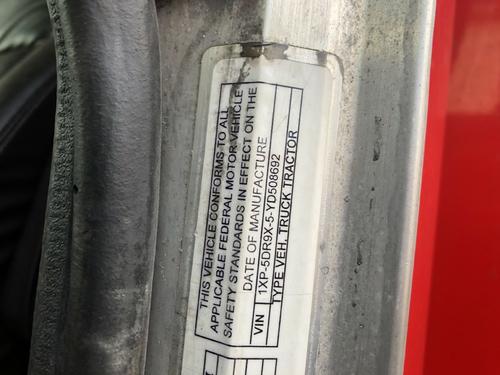 THIS VEHICLE CONFORMS TO ALL
APPLICABLE FEDERAL MOTOR VEHICLE
SAFETY STANDARDS IN EFFECT ON THE
DATE OF MANUFACTURE
VIN 1XP-5DR9X-5-YD508692
TYPE VEH. TRUCK TRACTOR